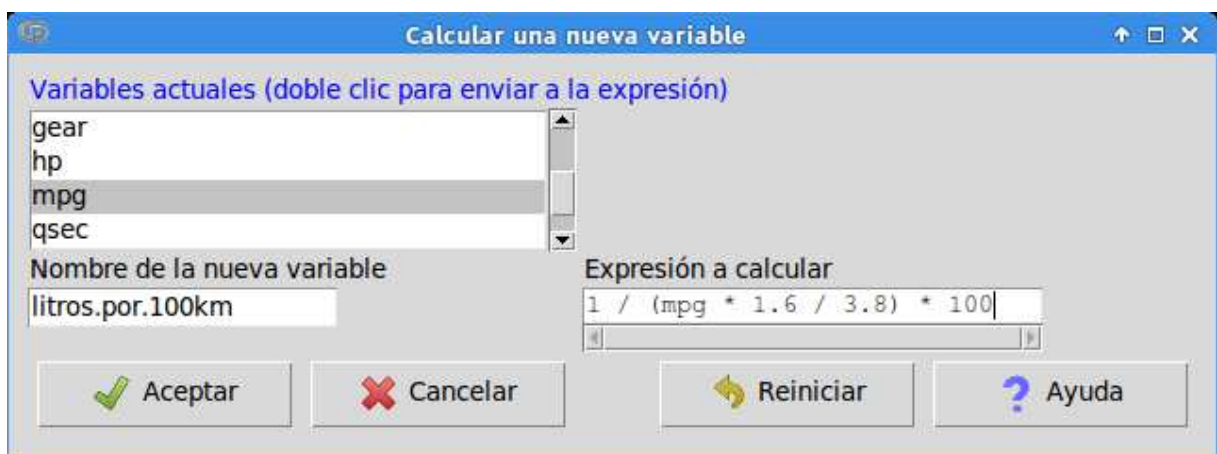 Calcular una nueva variable
Variables actuales (doble clic para enviar a la expresión)
gear
hp
mpg
qsec
Nombre de la nueva variable
Expresión a calcular
litros.por.100km
1 / (mpg * 1.6 / 3.8) * 100
Aceptar
Cancelar
Reiniciar
Ayuda